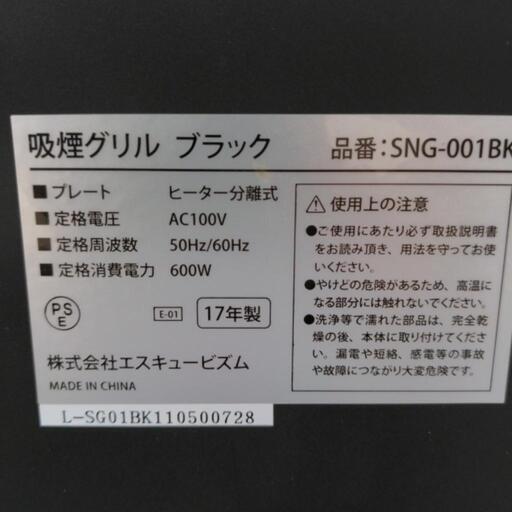 吸煙グリル ブラック 品番：SNG-001BK
■プレート ヒーター分離式
■定格電圧 AC100V
■定格周波数 50Hz/60Hz
■定格消費電力 600W
PS
E
E-01
17年製
株式会社エスキュービズム
MADE IN CHINA
L-SG01BK110500728
使用上の注意
●ご使用にあたり必ず取扱説明書
をお読み頂き、用法を守ってお使
いください。
●やけどの危険があるため、高温に
なる部分には触れないでください。
●洗浄等で濡れた部品は、完全乾
燥の後、本体に取り付けてくださ
い。漏電や短絡、感電等の事故
や故障につながり大変危険です。